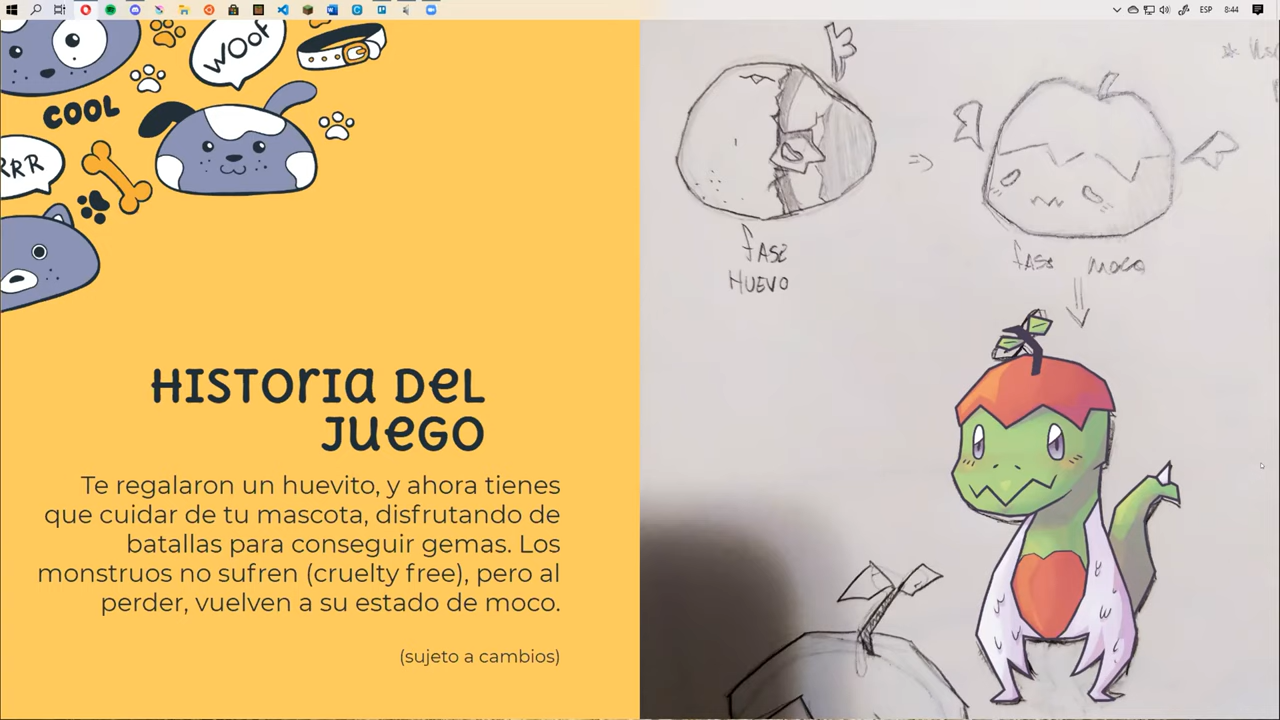 ESP
8:44
WOOF
COOL
RRR
FASE
HUEVO
FASE MOCO
HISTORIA DEL
JUEGO
Te regalaron un huevito, y ahora tienes
que cuidar de tu mascota, disfrutando de
batallas para conseguir gemas. Los
monstruos no sufren (cruelty free), pero al
perder, vuelven a su estado de moco.
(sujeto a cambios)